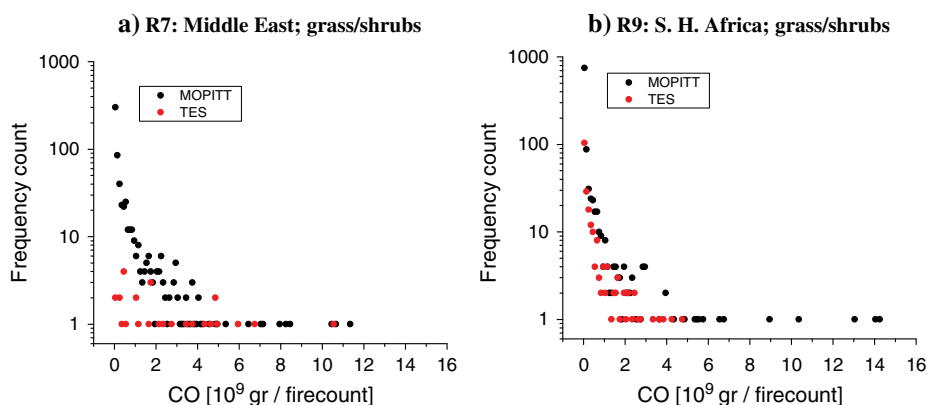 a) R7: Middle East; grass/shrubs
1000
100
10
1
Frequency count
MOPITT
TES
0 2 4 6 8 10 12 14 16
CO [10⁹ gr / firecount]
b) R9: S. H. Africa; grass/shrubs
1000
100
10
1
Frequency count
MOPITT
TES
0 2 4 6 8 10 12 14 16
CO [10⁹ gr / firecount]